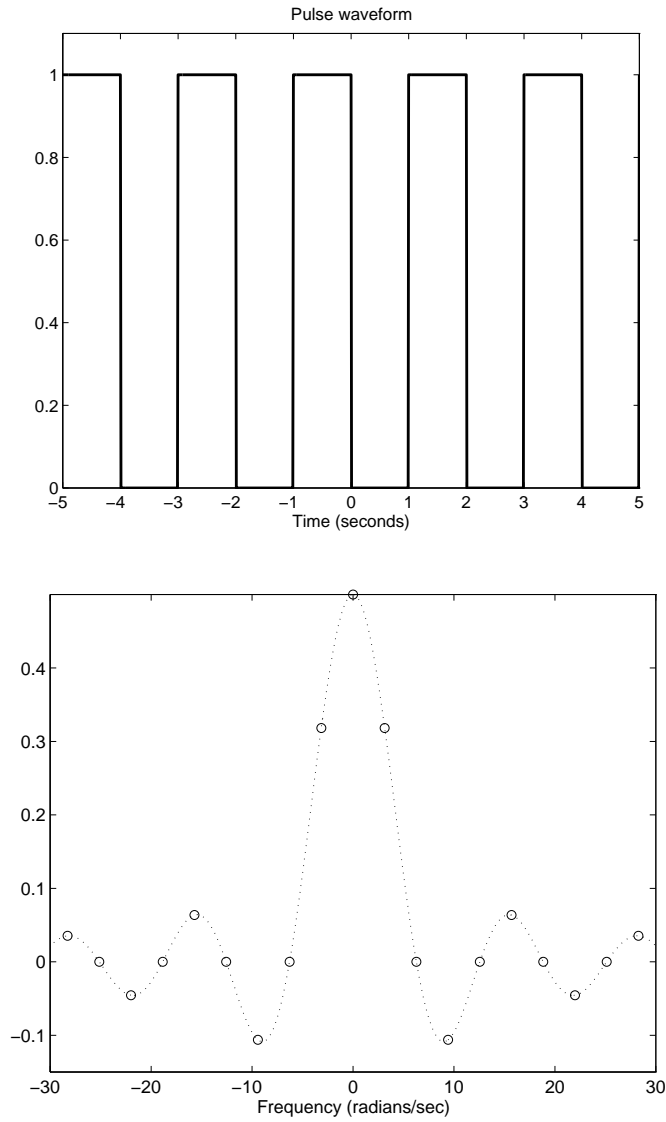 Pulse waveform
1
0.8
0.6
0.4
0.2
0
−5 −4 −3 −2 −1 0 1 2 3 4 5
Time (seconds)
0.4
0.3
0.2
0.1
0
−0.1
−30 −20 −10 0 10 20 30
Frequency (radians/sec)